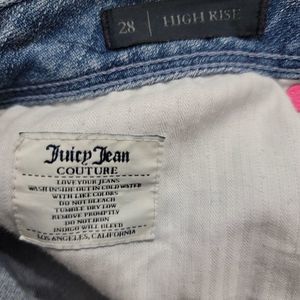 28 | HIGH RISE
Juicy Jean
COUTURE
LOVE YOUR JEANS
WASH INSIDE OUT IN COLD WATER
WITH LIKE COLORS
DO NOT BLEACH
TUMBLE DRY LOW
REMOVE PROMPTLY
DO NOT IRON
INDIGO WILL BLEED
LOS ANGELES, CALIFORNIA